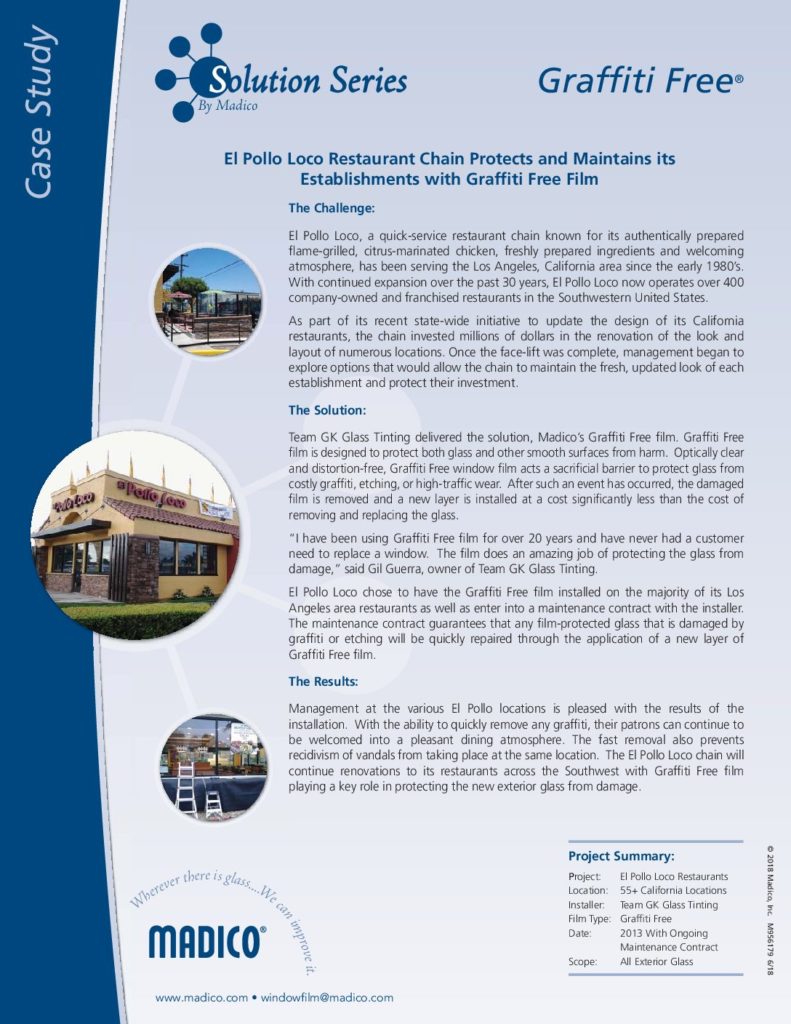 Case Study
Solution Series
By Madico
Graffiti Free®
El Pollo Loco Restaurant Chain Protects and Maintains its
Establishments with Graffiti Free Film
The Challenge:
El Pollo Loco, a quick-service restaurant chain known for its authentically prepared
flame-grilled, citrus-marinated chicken, freshly prepared ingredients and welcoming
atmosphere, has been serving the Los Angeles, California area since the early 1980's.
With continued expansion over the past 30 years, El Pollo Loco now operates over 400
company-owned and franchised restaurants in the Southwestern United States.
As part of its recent state-wide initiative to update the design of its California
restaurants, the chain invested millions of dollars in the renovation of the look and
layout of numerous locations. Once the face-lift was complete, management began to
explore options that would allow the chain to maintain the fresh, updated look of each
establishment and protect their investment.
The Solution:
Team GK Glass Tinting delivered the solution, Madico's Graffiti Free film. Graffiti Free
film is designed to protect both glass and other smooth surfaces from harm. Optically clear
and distortion-free, Graffiti Free window film acts a sacrificial barrier to protect glass from
costly graffiti, etching, or high-traffic wear. After such an event has occurred, the damaged
film is removed and a new layer is installed at a cost significantly less than the cost of
removing and replacing the glass.
"I have been using Graffiti Free film for over 20 years and have never had a customer
need to replace a window. The film does an amazing job of protecting the glass from
damage," said Gil Guerra, owner of Team GK Glass Tinting.
El Pollo Loco chose to have the Graffiti Free film installed on the majority of its Los
Angeles area restaurants as well as enter into a maintenance contract with the installer.
The maintenance contract guarantees that any film-protected glass that is damaged by
graffiti or etching will be quickly repaired through the application of a new layer of
Graffiti Free film.
The Results:
Management at the various El Pollo locations is pleased with the results of the
installation. With the ability to quickly remove any graffiti, their patrons can continue to
be welcomed into a pleasant dining atmosphere. The fast removal also prevents
recidivism of vandals from taking place at the same location. The El Pollo Loco chain will
continue renovations to its restaurants across the Southwest with Graffiti Free film
playing a key role in protecting the new exterior glass from damage.
El Pollo Loco
El Pollo Loco
Project Summary:
Project: El Pollo Loco Restaurants
Location: 55+ California Locations
Installer: Team GK Glass Tinting
Film Type: Graffiti Free
Date: 2013 With Ongoing
Maintenance Contract
Scope: All Exterior Glass
© 2018 Madico, Inc. M956179 6/18
Wherever there is glass....We can improve it.
MADICO®
www.madico.com • windowfilm@madico.com